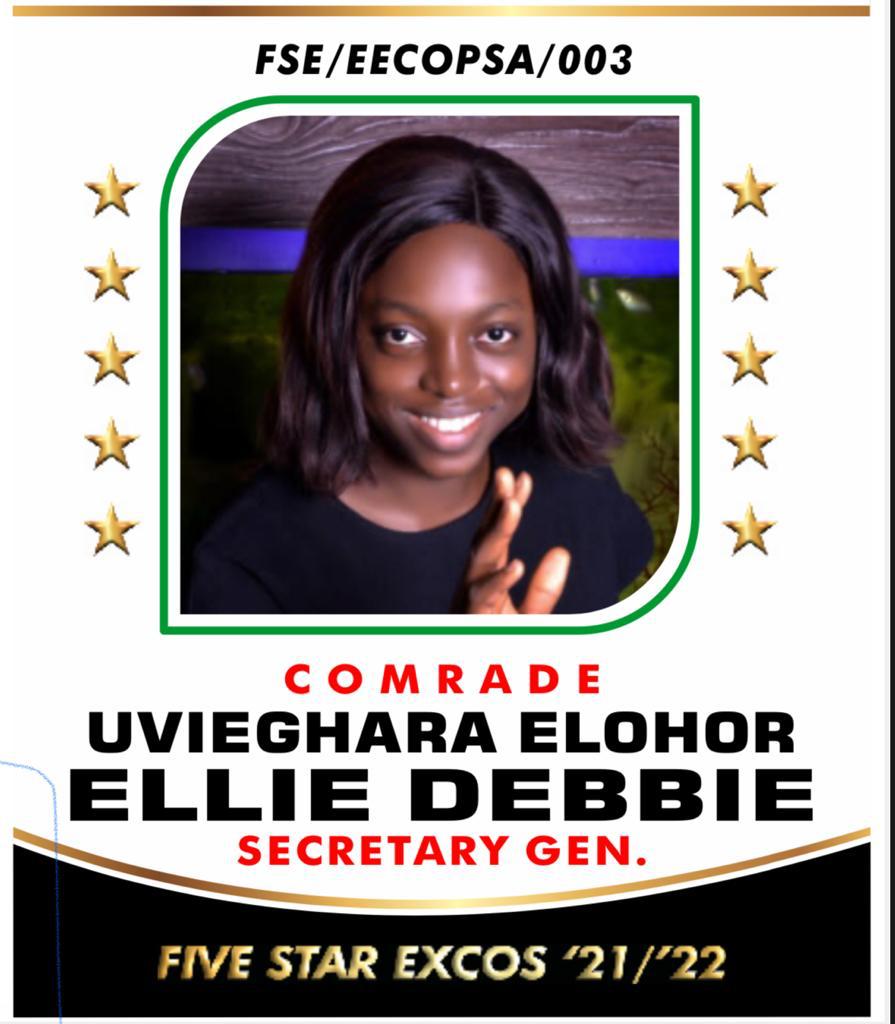 FSE/EECOPSA/003
COMRADE
UVIEGHARA ELOHOR
ELLIE DEBBIE
SECRETARY GEN.
FIVE STAR EXCOS '21/'22